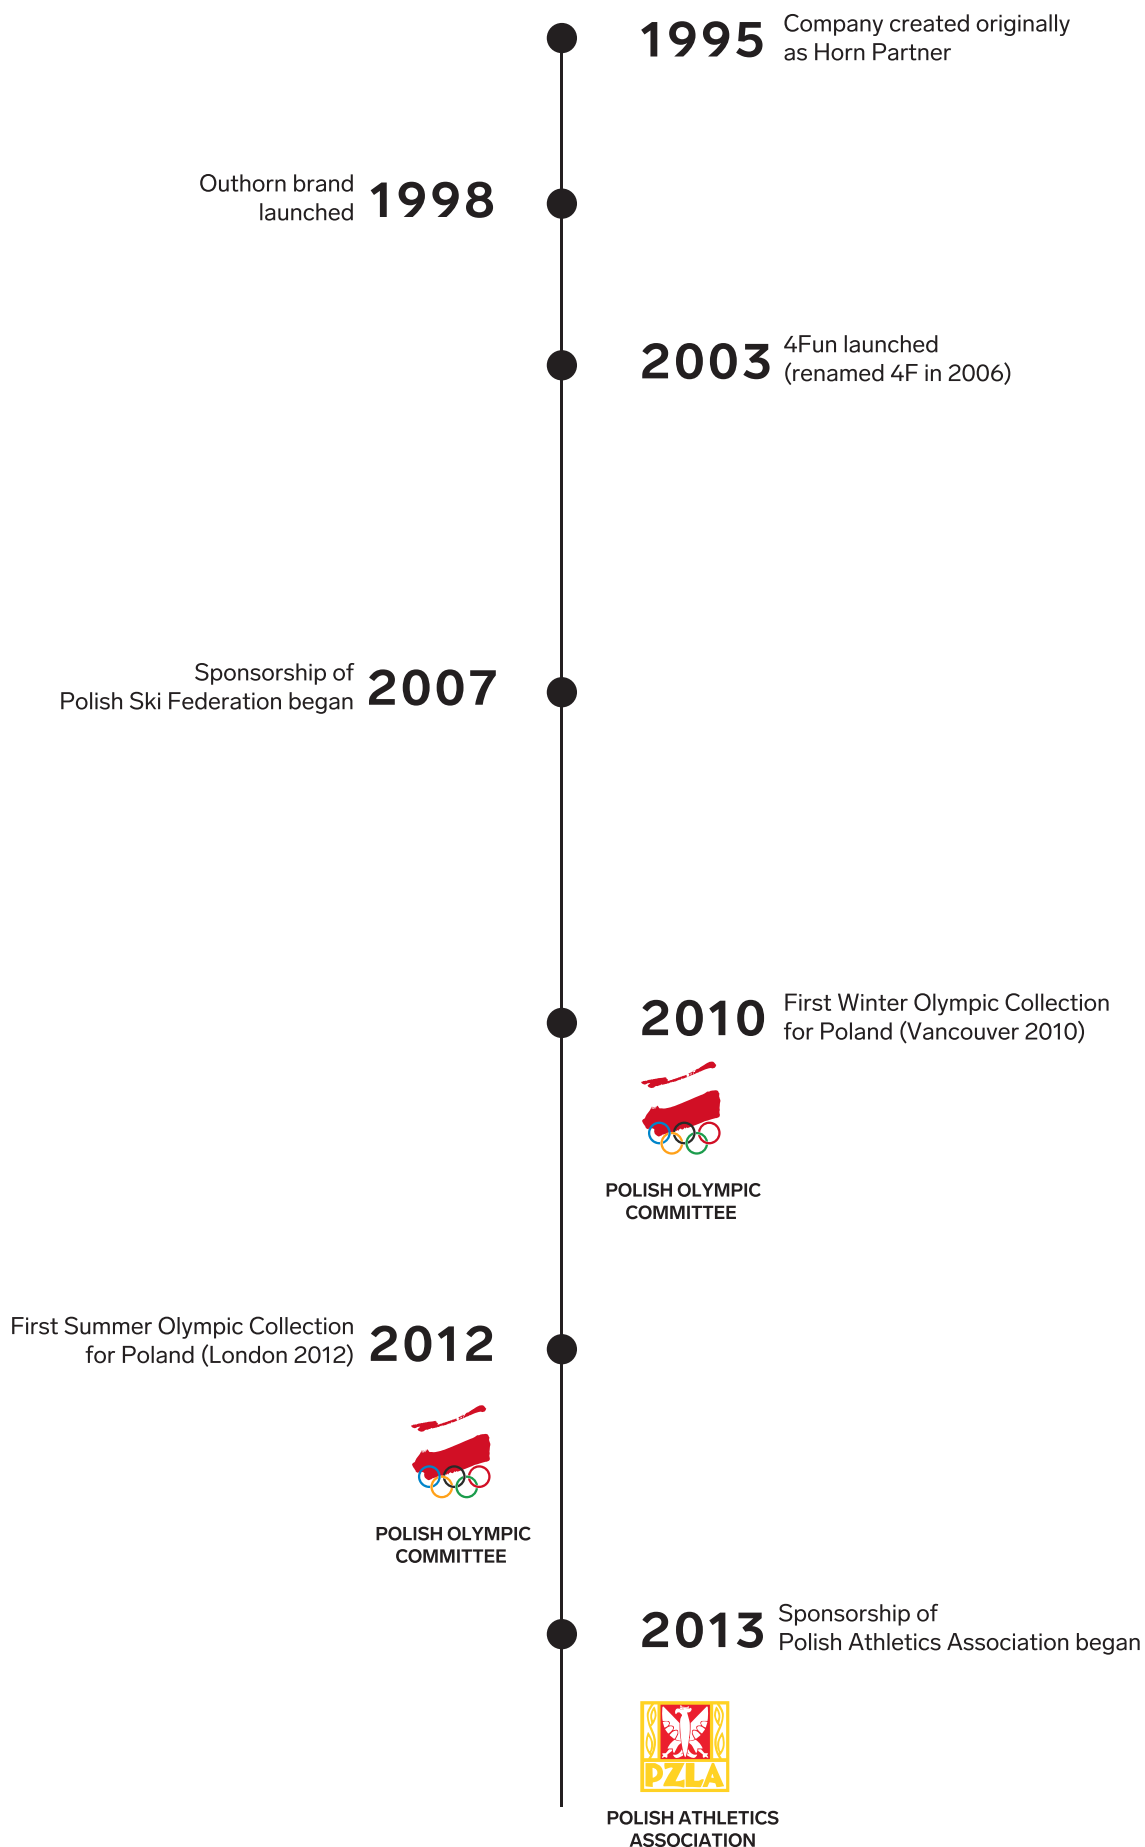 1995
Company created originally
as Horn Partner
Outhorn brand
launched
1998
2003
4Fun launched
(renamed 4F in 2006)
Sponsorship of
Polish Ski Federation began
2007
2010
First Winter Olympic Collection
for Poland (Vancouver 2010)
POLISH OLYMPIC
COMMITTEE
First Summer Olympic Collection
for Poland (London 2012)
2012
POLISH OLYMPIC
COMMITTEE
2013
Sponsorship of
Polish Athletics Association began
PZLA
POLISH ATHLETICS
ASSOCIATION